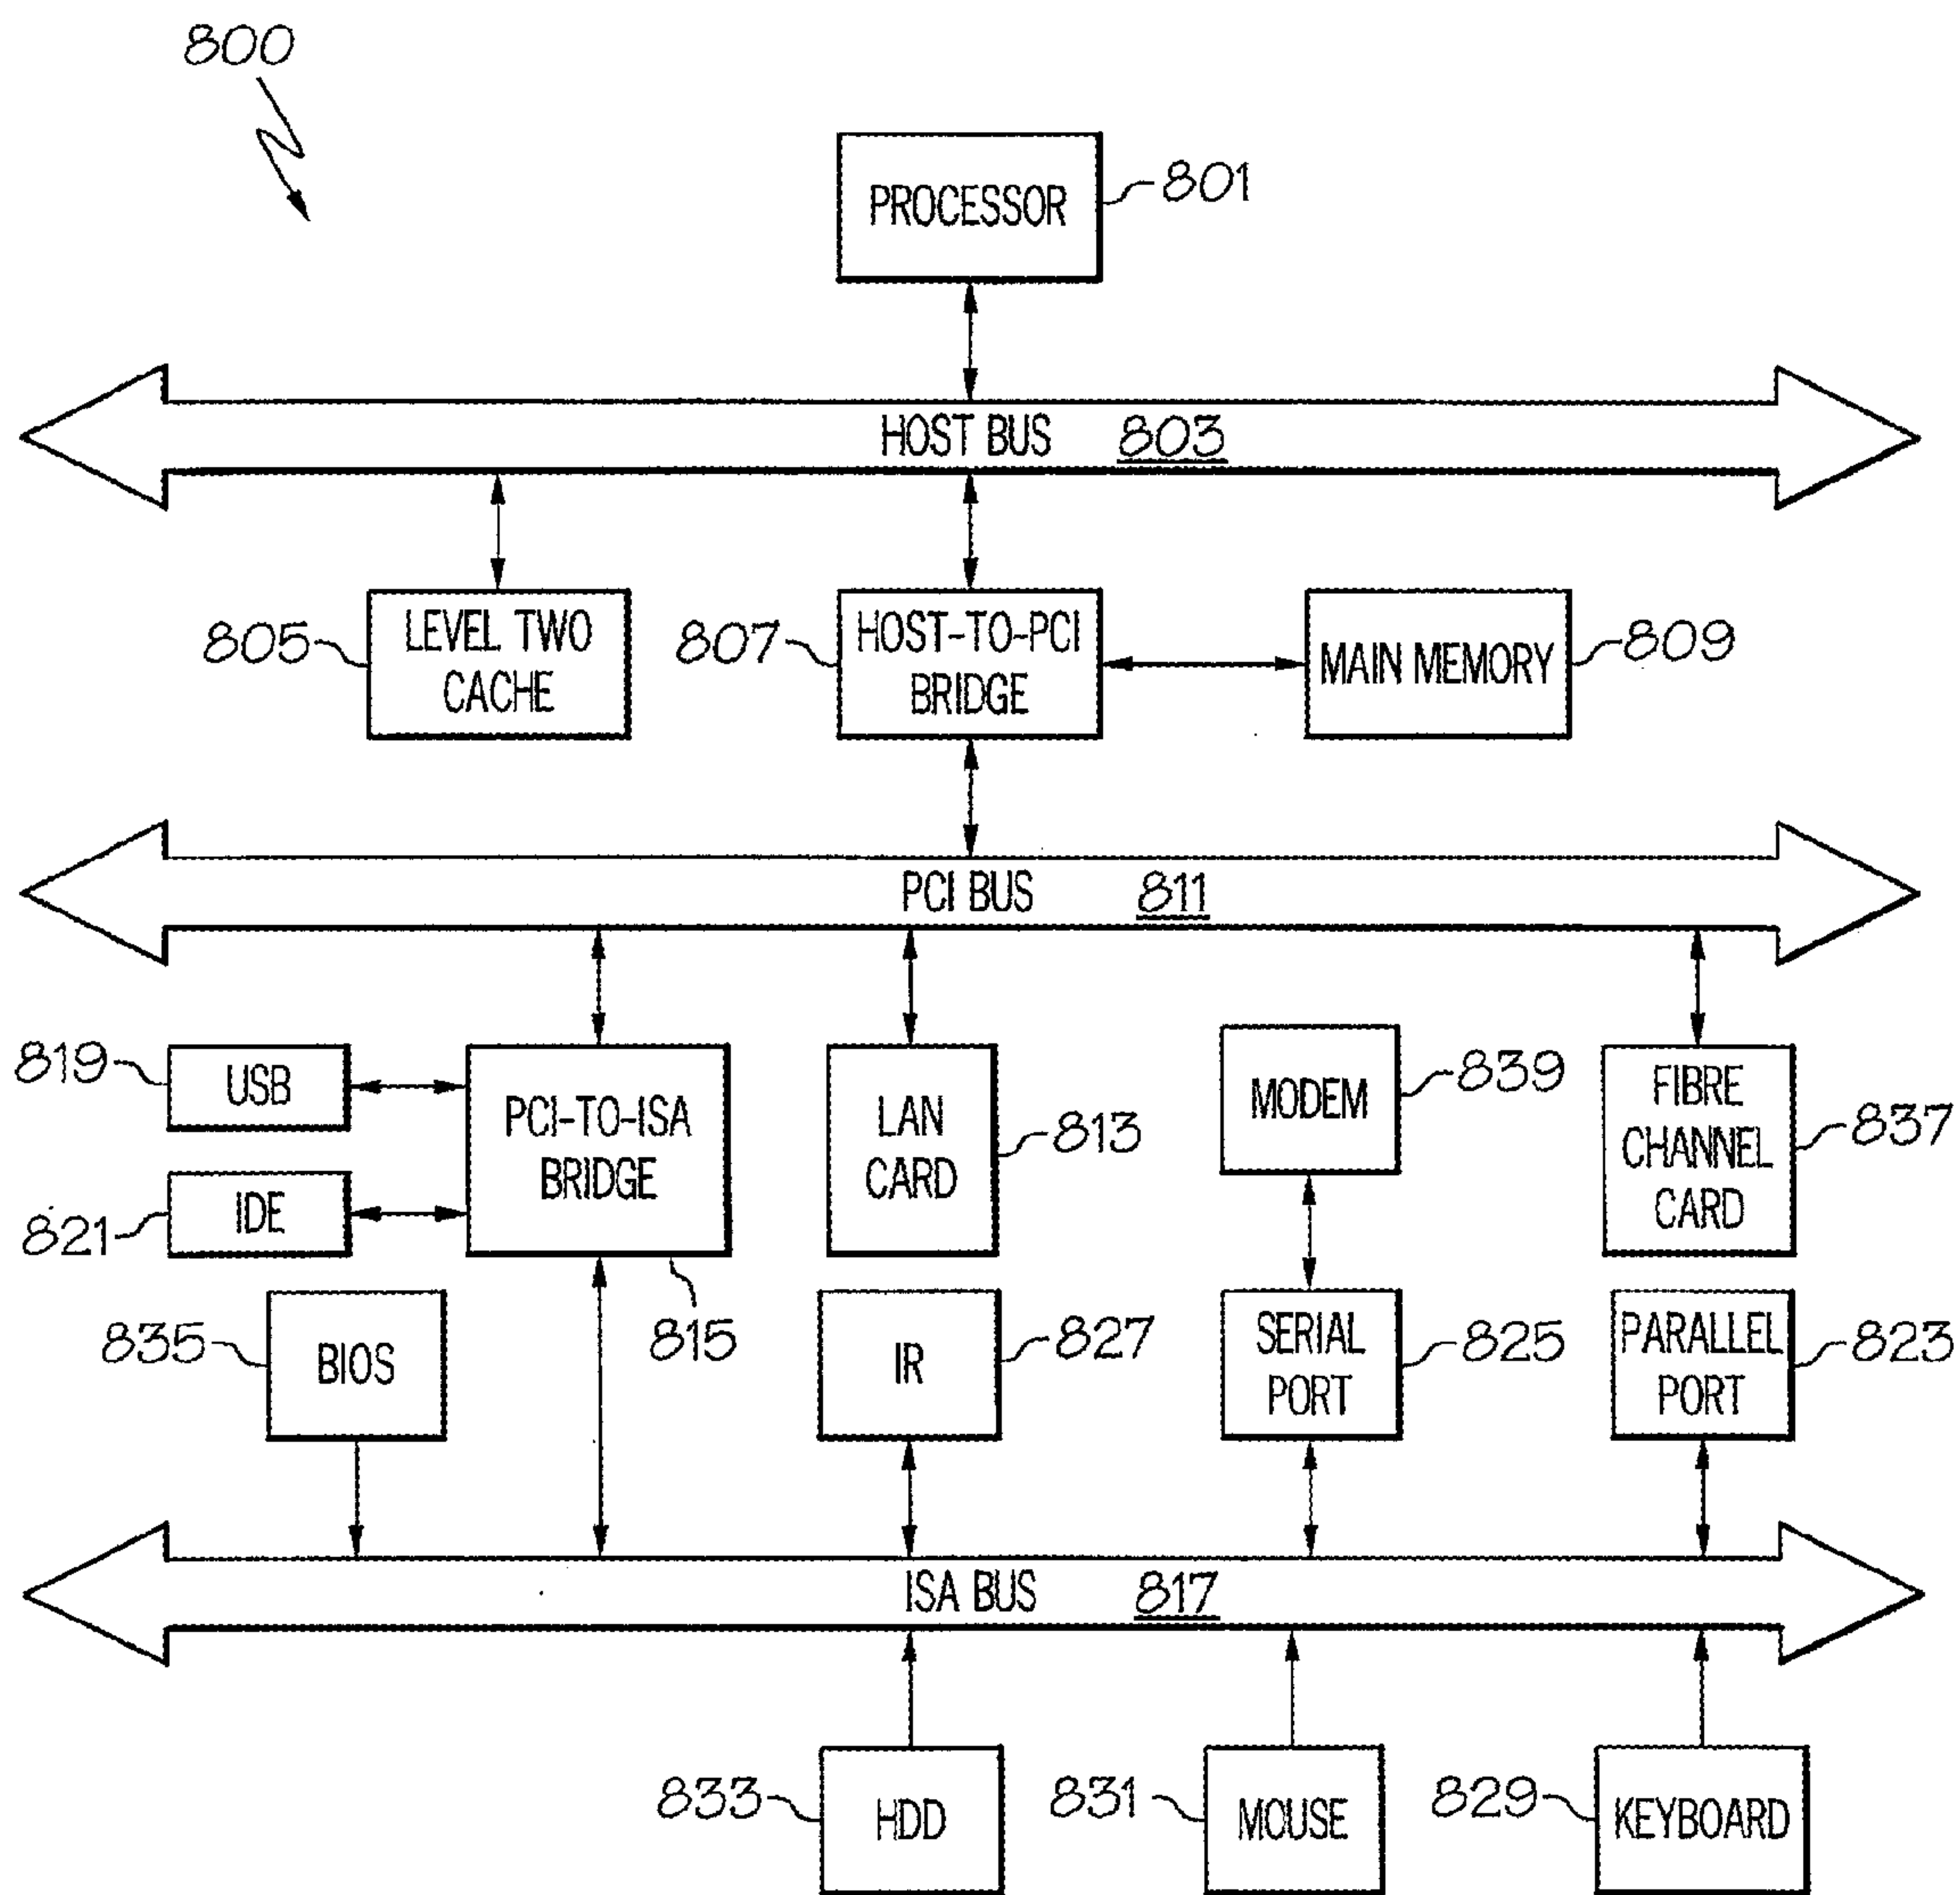 800
PROCESSOR
801
HOST BUS 803
805
LEVEL TWO
CACHE
807
HOST-TO-PCI
BRIDGE
MAIN MEMORY
809
PCI BUS 811
819
USB
821
IDE
PCI-TO-ISA
BRIDGE
815
LAN
CARD
813
MODEM
839
FIBRE
CHANNEL
CARD
837
835
BIOS
IR
827
SERIAL
PORT
825
PARALLEL
PORT
823
ISA BUS 817
833
HDD
831
MOUSE
829
KEYBOARD